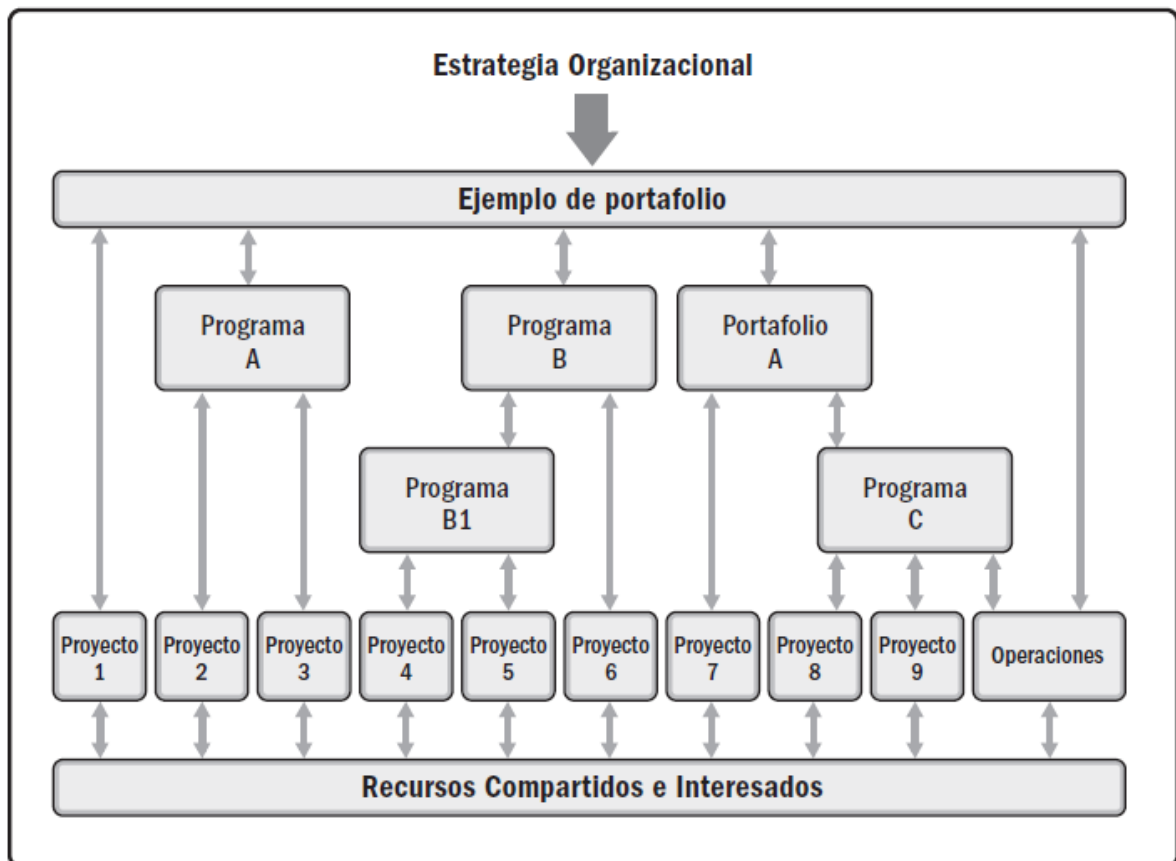 Estrategia Organizacional
Ejemplo de portafolio
Programa
A
Programa
B
Portafolio
A
Programa
B1
Programa
C
Proyecto
1
Proyecto
2
Proyecto
3
Proyecto
4
Proyecto
5
Proyecto
6
Proyecto
7
Proyecto
8
Proyecto
9
Operaciones
Recursos Compartidos e Interesados